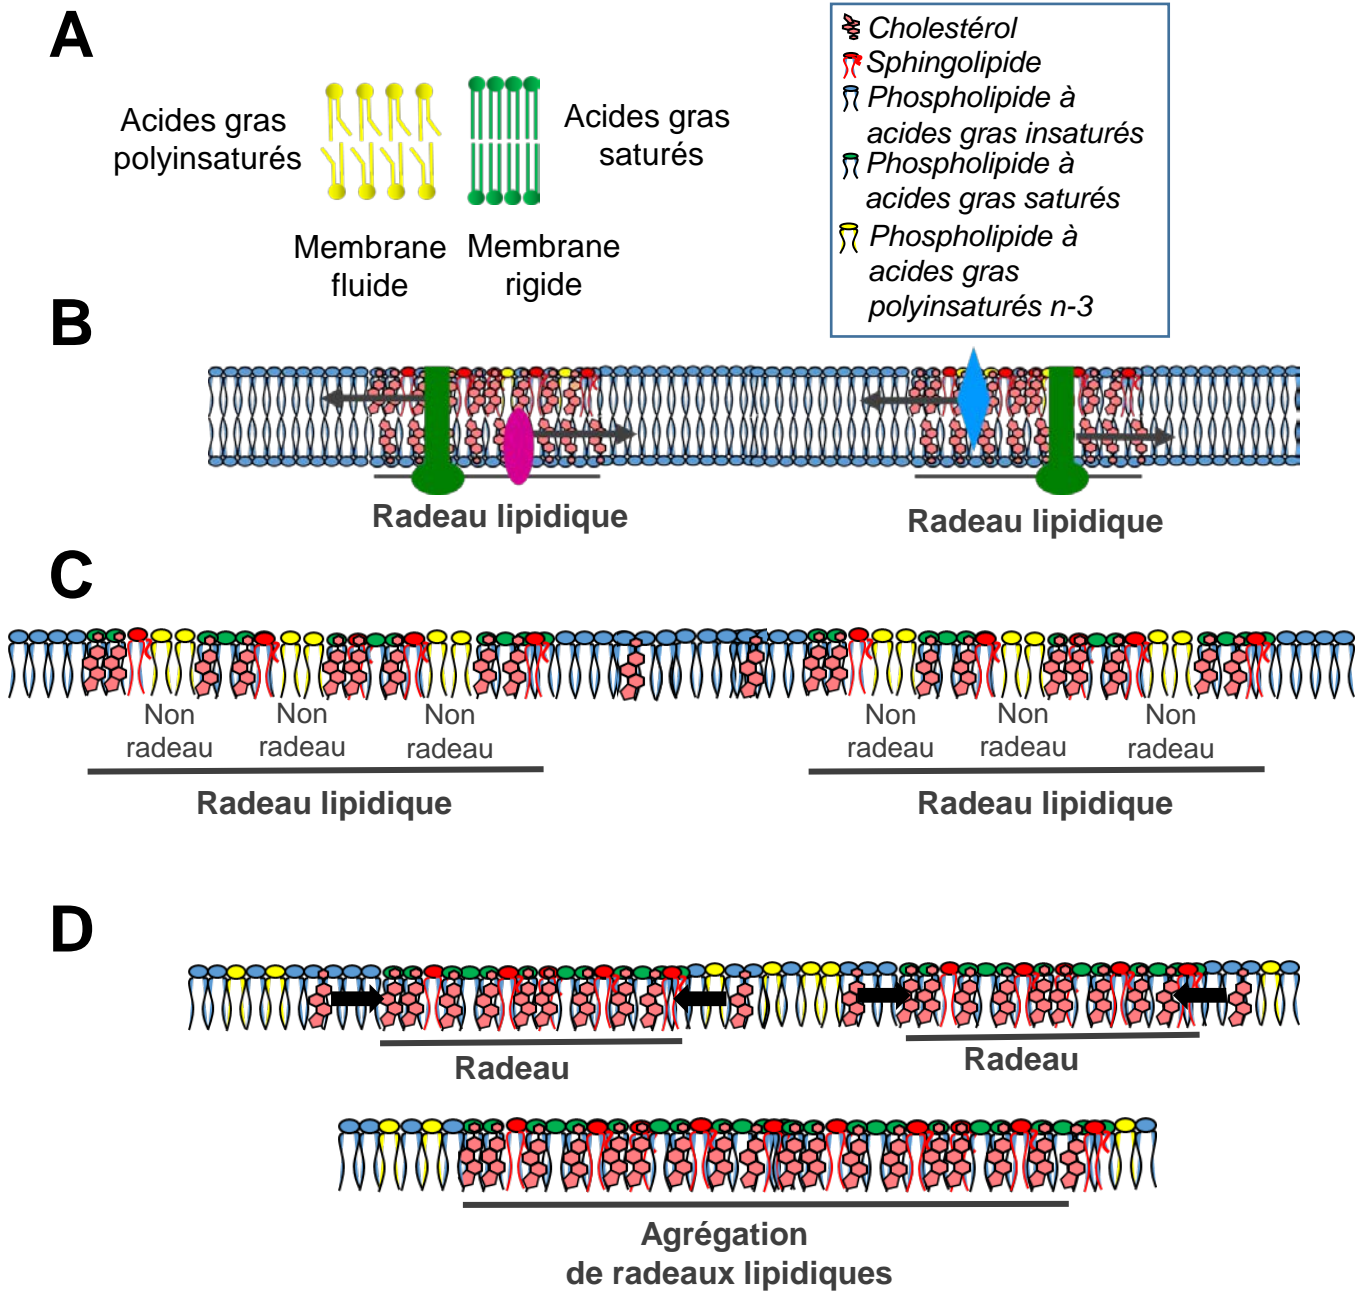 A
Acides gras
polyinsaturés
Acides gras
saturés
Membrane
fluide
Membrane
rigide
Cholestérol
Sphingolipide
Phospholipide à
acides gras insaturés
Phospholipide à
acides gras saturés
Phospholipide à
acides gras
polyinsaturés n-3
B
Radeau lipidique
Radeau lipidique
C
Non
radeau
Non
radeau
Non
radeau
Non
radeau
Non
radeau
Non
radeau
Radeau lipidique
Radeau lipidique
D
Radeau
Radeau
Agrégation
de radeaux lipidiques